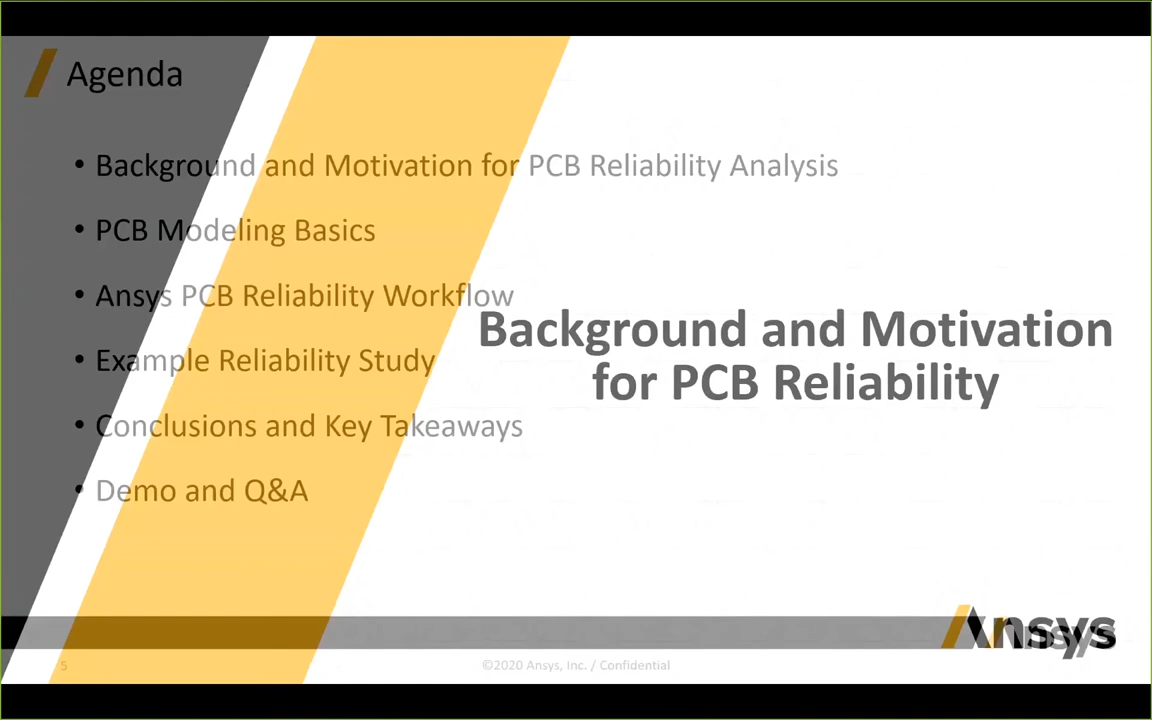 Agenda
• Background and Motivation for PCB Reliability Analysis
• PCB Modeling Basics
• Ansys PCB Reliability Workflow
• Example Reliability Study
• Conclusions and Key Takeaways
• Demo and Q&A
Background and Motivation
for PCB Reliability
Ansys
5
©2020 Ansys, Inc. / Confidential